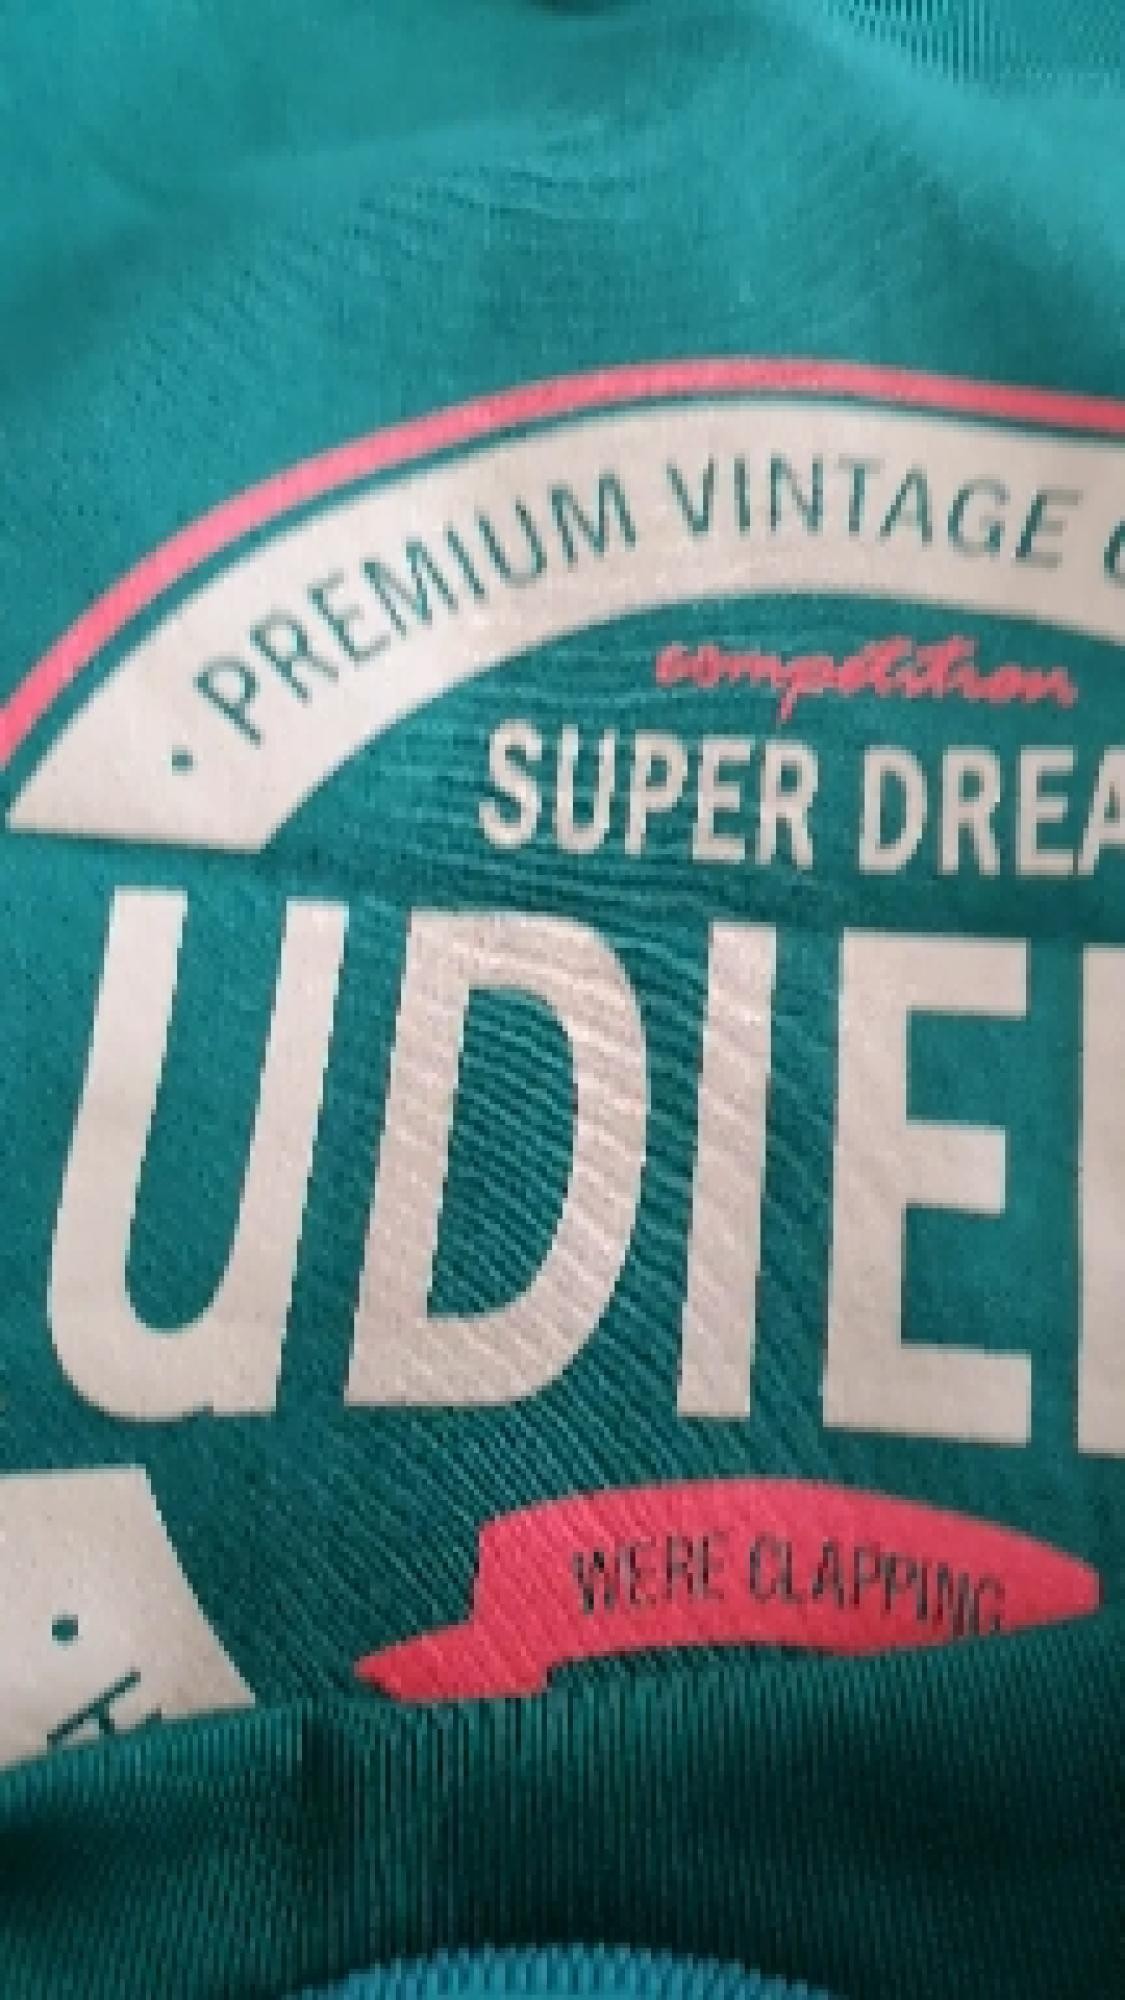 • PREMIUM VINTAGE
competition
SUPER DREA
UDIE
WERE CLAPPING